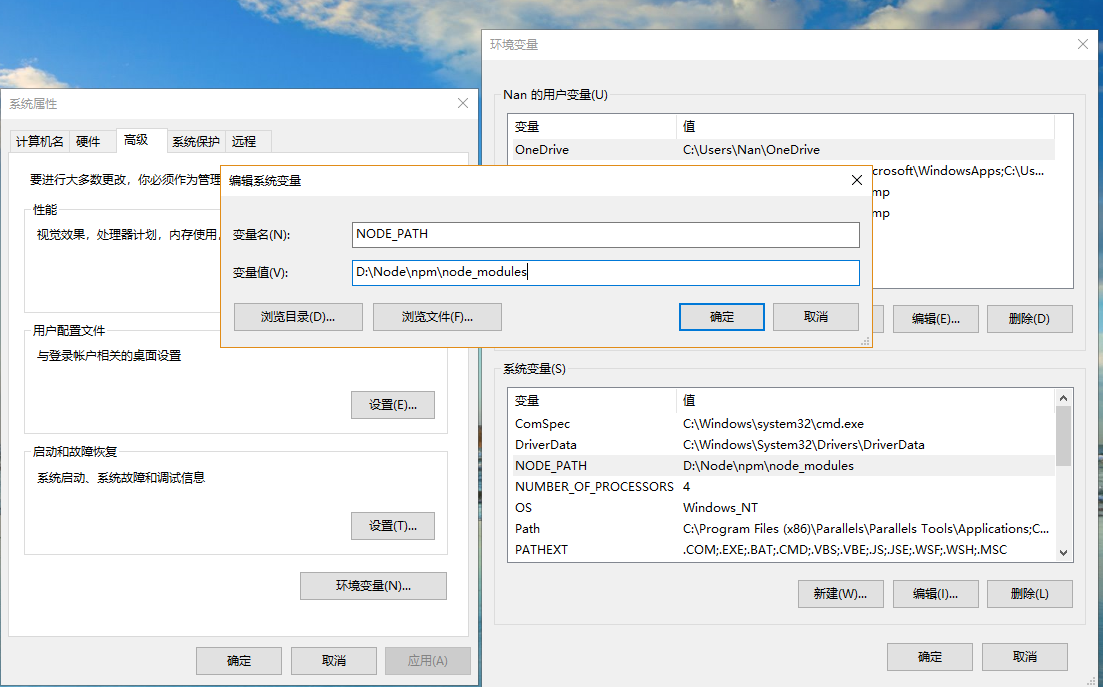 环境变量
Nan 的用户变量(U)
变量 值
OneDrive C:\Users\Nan\OneDrive
crosoft\WindowsApps;C:\Us...
mp
mp
编辑(E)...
删除(D)
系统属性
计算机名
硬件
高级
系统保护
远程
要进行大多数更改，你必须作为管理
性能
视觉效果，处理器计划，内存使用，
用户配置文件
与登录帐户相关的桌面设置
设置(E)...
启动和故障恢复
系统启动、系统故障和调试信息
设置(T)...
环境变量(N)...
确定
取消
应用(A)
编辑系统变量
变量名(N):
NODE_PATH
变量值(V):
D:\Node\npm\node_modules
浏览目录(D)...
浏览文件(F)...
确定
取消
系统变量(S)
变量 值
ComSpec C:\Windows\system32\cmd.exe
DriverData C:\Windows\System32\Drivers\DriverData
NODE_PATH D:\Node\npm\node_modules
NUMBER_OF_PROCESSORS 4
OS Windows_NT
Path C:\Program Files (x86)\Parallels\Parallels Tools\Applications;C...
PATHEXT .COM;.EXE;.BAT;.CMD;.VBS;.VBE;.JS;.JSE;.WSF;.WSH;.MSC
新建(W)...
编辑(I)...
删除(L)
确定
取消